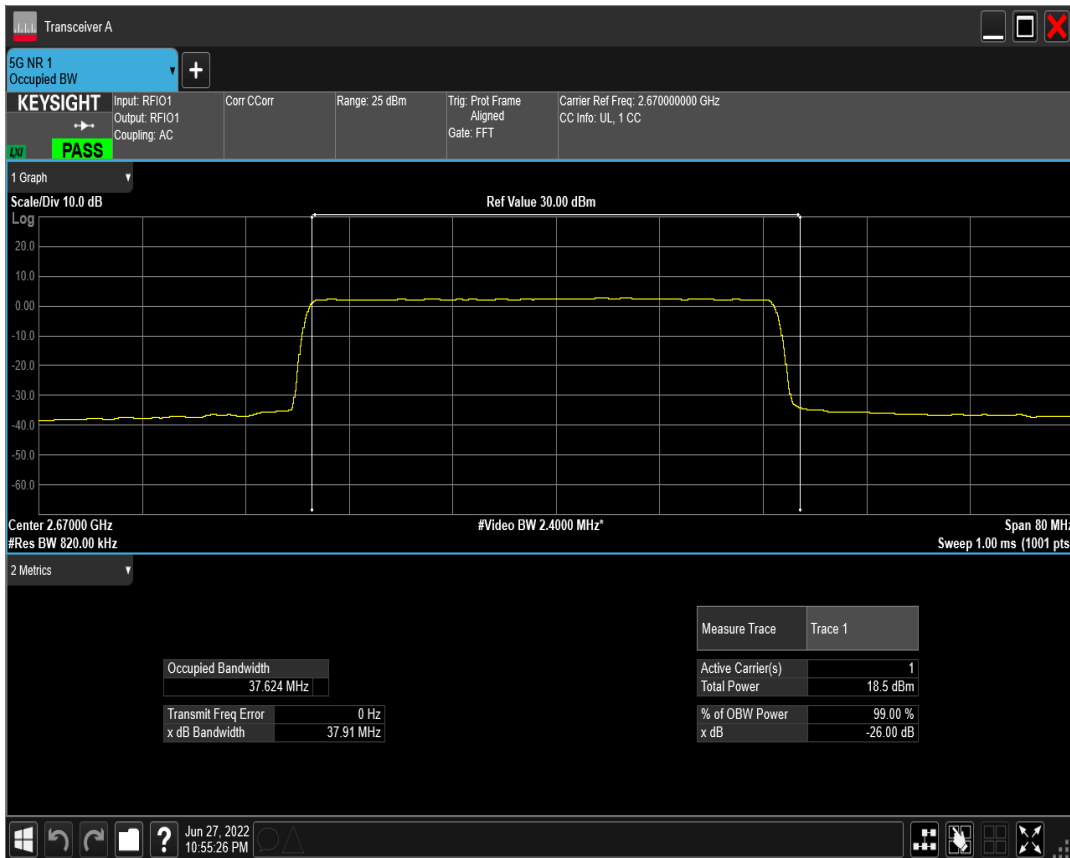 Transceiver A
5G NR 1
Occupied BW
KEYSIGHT
LXI
PASS
Input: RFIO1
Output: RFIO1
Coupling: AC
Corr CCorr
Range: 25 dBm
Trig: Prot Frame
Aligned
Gate: FFT
Carrier Ref Freq: 2.670000000 GHz
CC Info: UL, 1 CC
1 Graph
Scale/Div 10.0 dB
Ref Value 30.00 dBm
Log
20.0
10.0
0.00
-10.0
-20.0
-30.0
-40.0
-50.0
-60.0
Center 2.67000 GHz
#Video BW 2.4000 MHz*
Span 80 MHz
#Res BW 820.00 kHz
Sweep 1.00 ms (1001 pts
2 Metrics
Measure Trace Trace 1
Occupied Bandwidth
37.624 MHz
Active Carrier(s) 1
Total Power 18.5 dBm
Transmit Freq Error 0 Hz
x dB Bandwidth 37.91 MHz
% of OBW Power 99.00 %
x dB -26.00 dB
?
Jun 27, 2022
10:55:26 PM